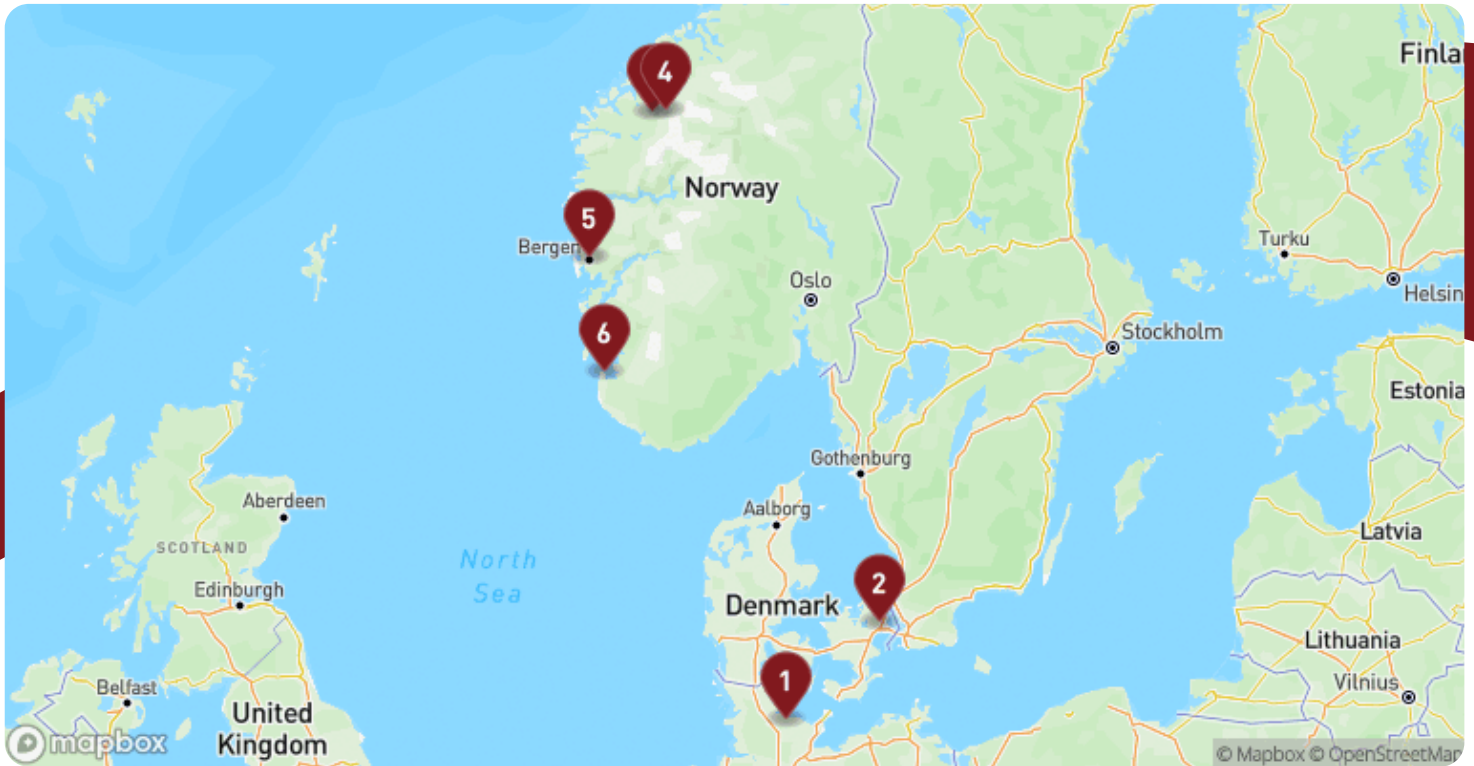 Finla
4
Norway
5
Bergen
Turku
Oslo
Helsin
6
Stockholm
Estonia
Gothenburg
Aberdeen
Aalborg
SCOTLAND
Latvia
North
Sea
Edinburgh
2
Denmark
Lithuania
1
Vilnius
Belfast
United
Kingdom
mapbox
© Mapbox © OpenStreetMap